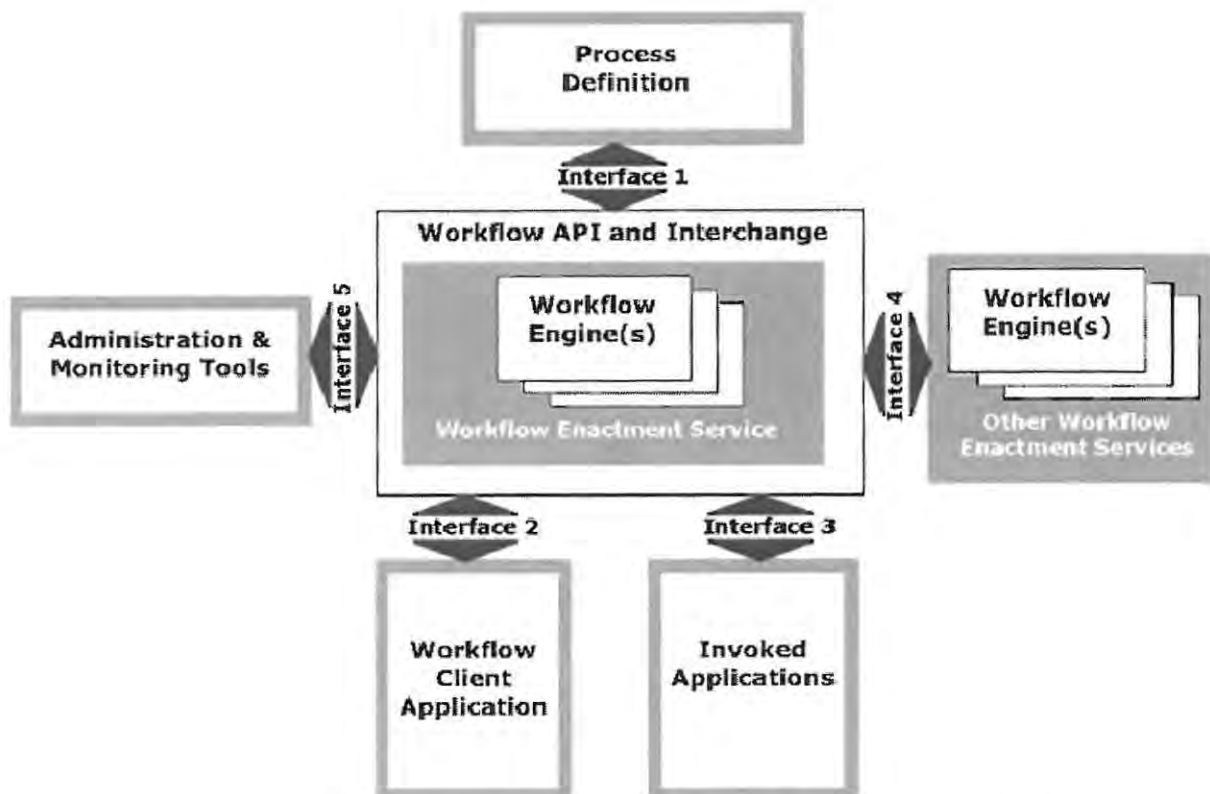 Process
Definition
Interface 1
Workflow API and Interchange
Workflow
Engine(s)
Workflow Enactment Service
Administration &
Monitoring Tools
Interface 5
Interface 4
Workflow
Engine(s)
Other Workflow
Enactment Services
Interface 2
Interface 3
Workflow
Client
Application
Invoked
Applications